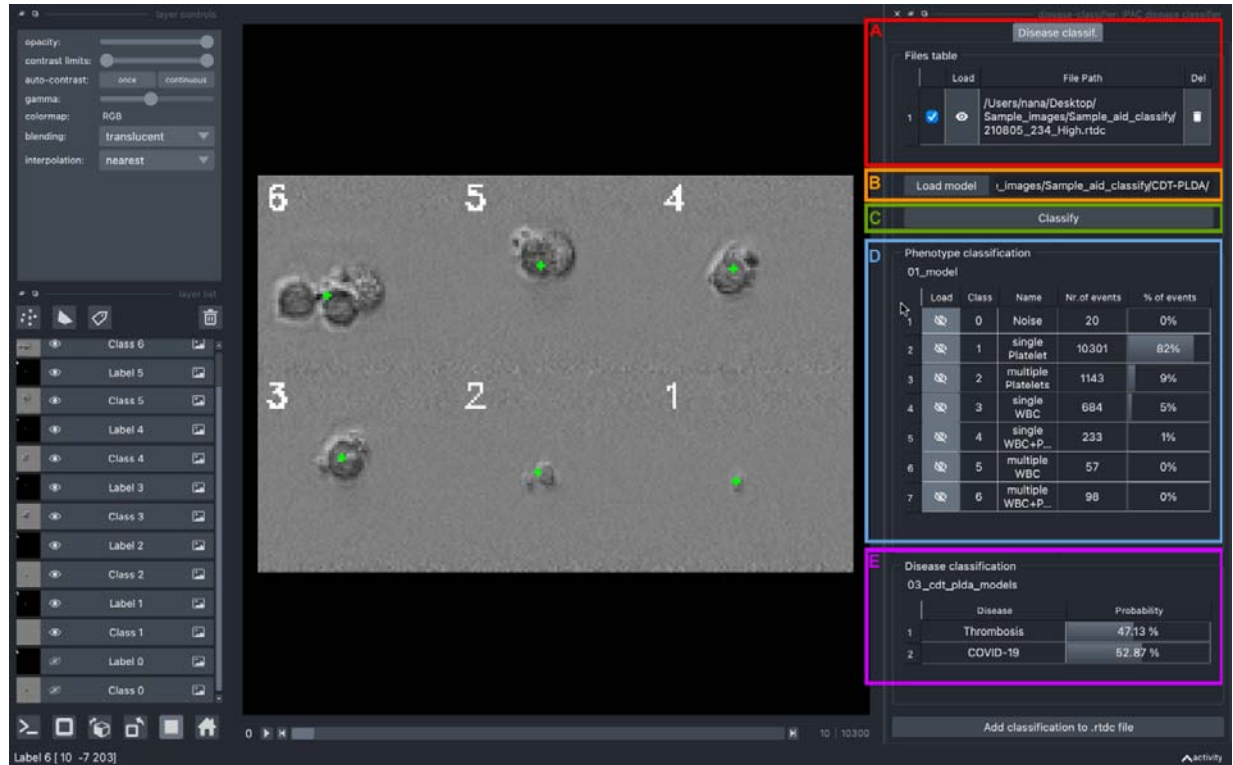 layer controls
opacity:
contrast limits:
auto-contrast: once continuous
gamma:
colormap: RGB
blending: translucent
interpolation: nearest
layer list
Class 6
Label 5
Class 5
Label 4
Class 4
Label 3
Class 3
Label 2
Class 2
Label 1
Class 1
Label 0
Class 0
Label 6 [10 -7 203]
6 5 4
3 2 1
0 10 | 10300
disease-classifier: iPAC disease classifier
A
Disease classif.
Files table
Load File Path Del
1 /Users/nana/Desktop/
Sample_images/Sample_aid_classify/
210805_234_High.rtdc
B Load model _images/Sample_aid_classify/CDT-PLDA/
C Classify
D Phenotype classification
01_model
Load Class Name Nr.of events % of events
1 0 Noise 20 0%
2 1 single Platelet 10301 82%
3 2 multiple Platelets 1143 9%
4 3 single WBC 684 5%
5 4 single WBC+P... 233 1%
6 5 multiple WBC 57 0%
7 6 multiple WBC+P... 98 0%
E Disease classification
03_cdt_plda_models
Disease Probability
1 Thrombosis 47.13 %
2 COVID-19 52.87 %
Add classification to .rtdc file
activity